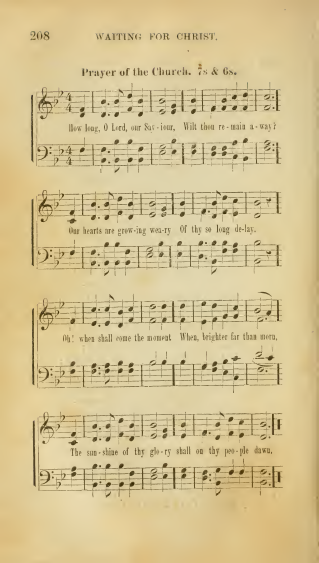 208 WAITING FOR CHRIST.
Prayer of the Church. 7s & 6s.
How long, O Lord, our Sav - iour, Wilt thou re - main a - way?
Our hearts are grow - ing wea - ry Of thy so long de - lay.
Oh! when shall come the moment When, brighter far than morn,
The sun - shine of thy glo - ry shall on thy peo - ple dawn,